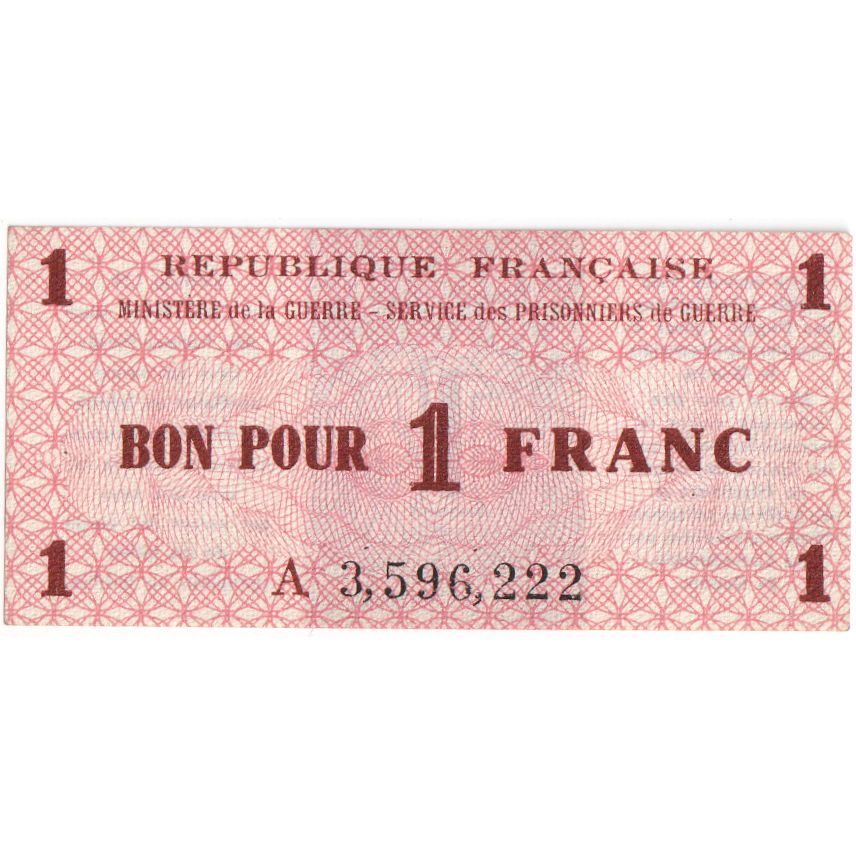 1 REPUBLIQUE FRANÇAISE 1
MINISTERE de la GUERRE - SERVICE des PRISONNIERS de GUERRE
BON POUR 1 FRANC
1 A 3,596,222 1